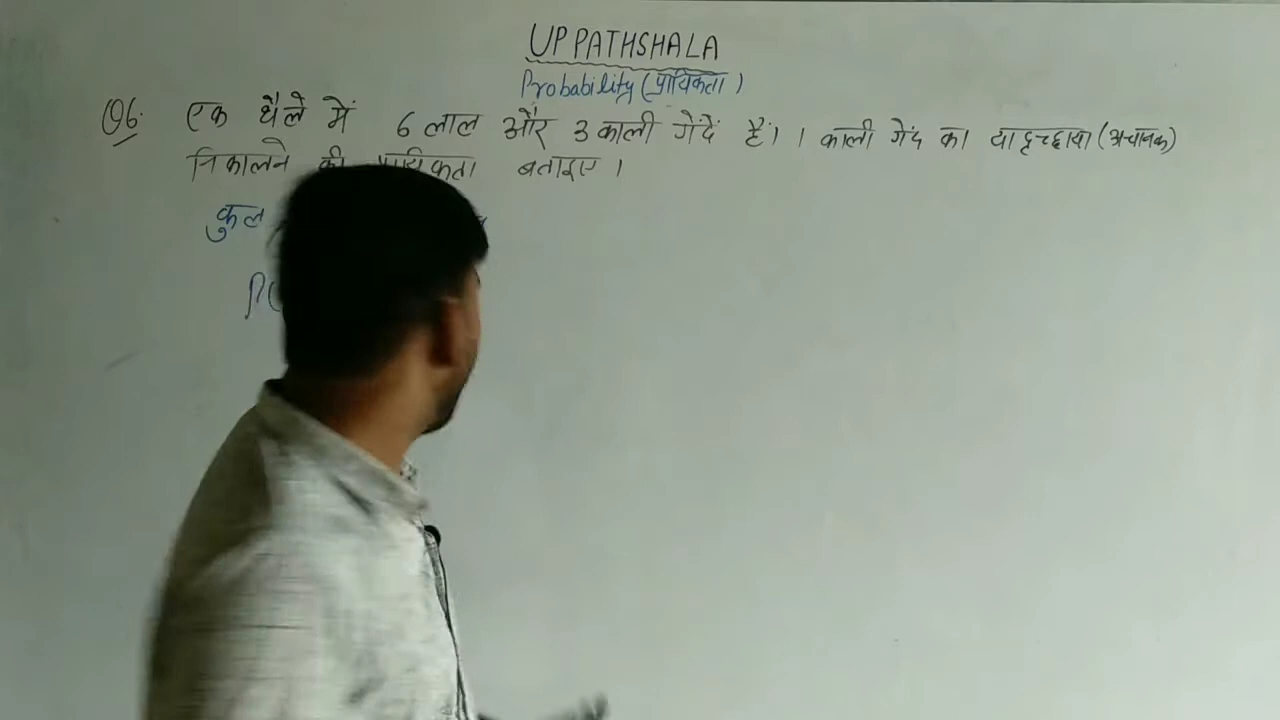 UP PATHSHALA
Probability (प्रायिकता)
Q6. एक थैले में 6 लाल और 3 काली गेंदें हैं। । काली गेंद का यादृच्छया (अचानक)
निकालने की प्रायिकता बताइए ।
कुल
P(